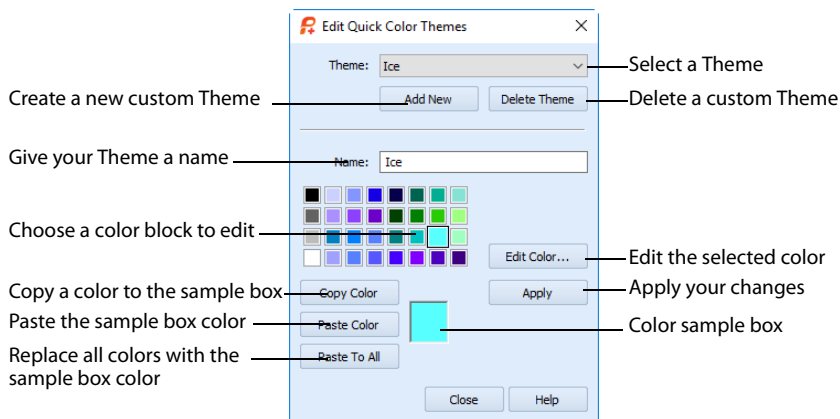 Edit Quick Color Themes
Theme: Ice
Select a Theme
Create a new custom Theme
Add New
Delete Theme
Delete a custom Theme
Give your Theme a name
Name: Ice
Choose a color block to edit
Edit Color...
Edit the selected color
Copy a color to the sample box
Copy Color
Apply
Apply your changes
Paste the sample box color
Paste Color
Color sample box
Replace all colors with the
sample box color
Paste To All
Close
Help